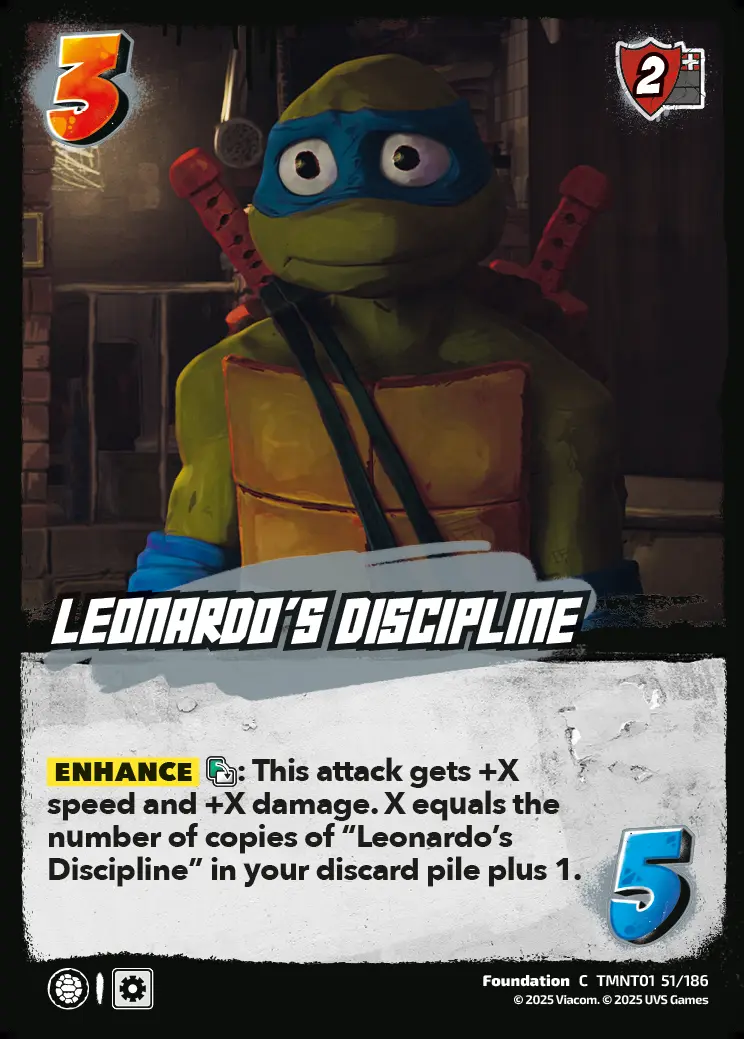 3
2
LEONARDO'S DISCIPLINE
ENHANCE : This attack gets +X
speed and +X damage. X equals the
number of copies of “Leonardo’s
Discipline” in your discard pile plus 1.
5
Foundation C TMNT01 51/186
© 2025 Viacom. © 2025 UVS Games